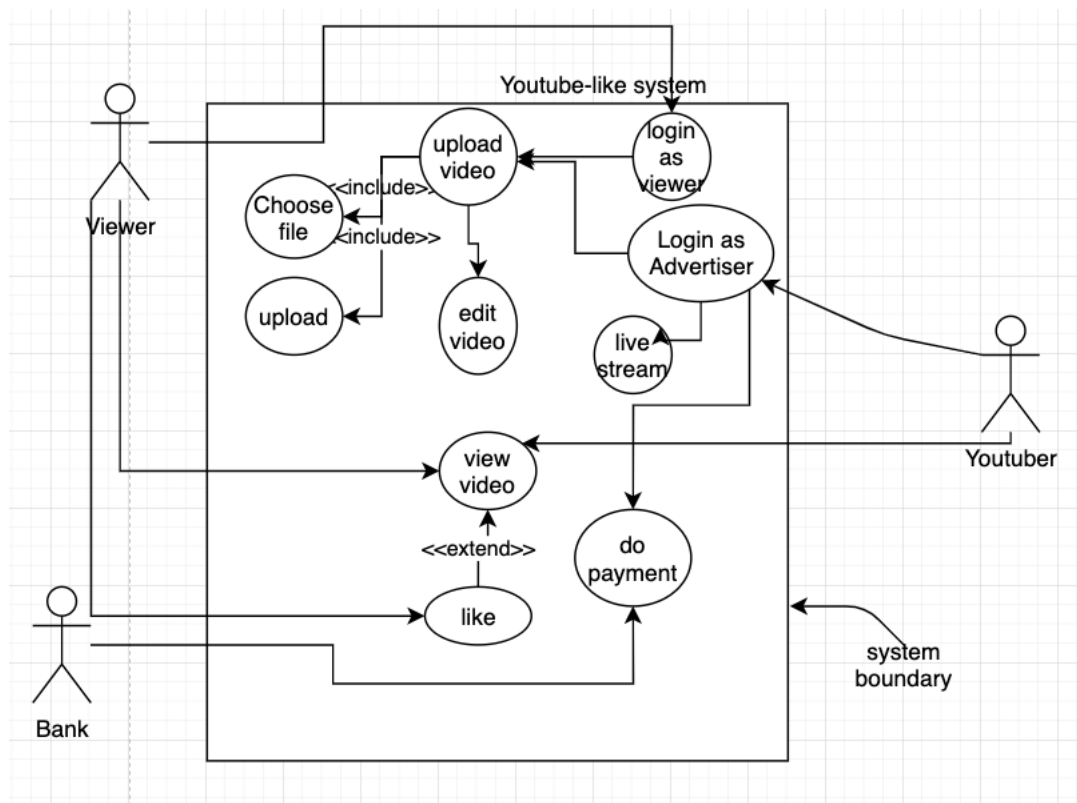 Youtube-like system
login
as
viewer
upload
video
<<include>>
Choose
file
<<include>>
Viewer
Login as
Advertiser
upload
edit
video
live
stream
Youtuber
view
video
<<extend>>
do
payment
like
system
boundary
Bank